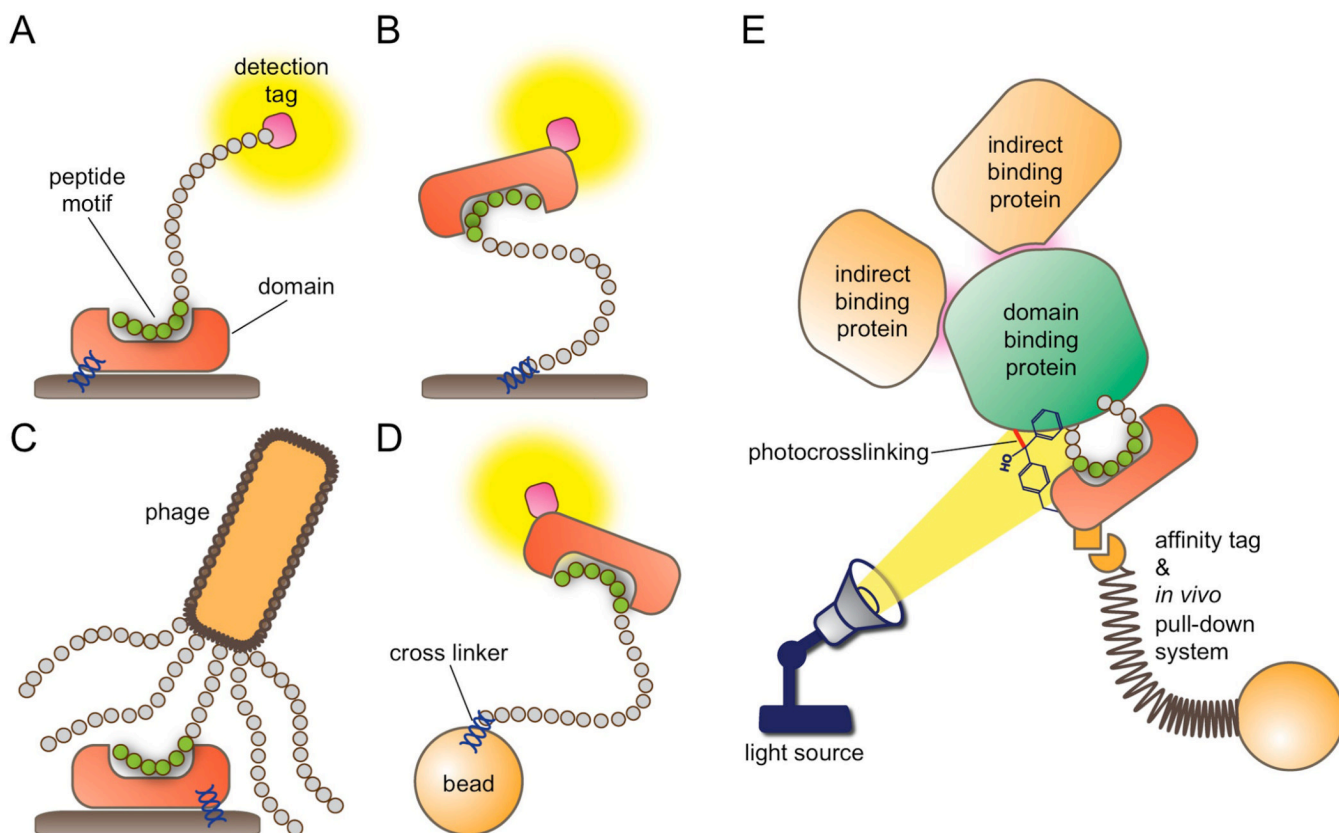 A
detection
tag
peptide
motif
domain
B
C
phage
D
cross linker
bead
E
indirect
binding
protein
indirect
binding
protein
domain
binding
protein
photocrosslinking
HO
affinity tag
&
in vivo
pull-down
system
light source